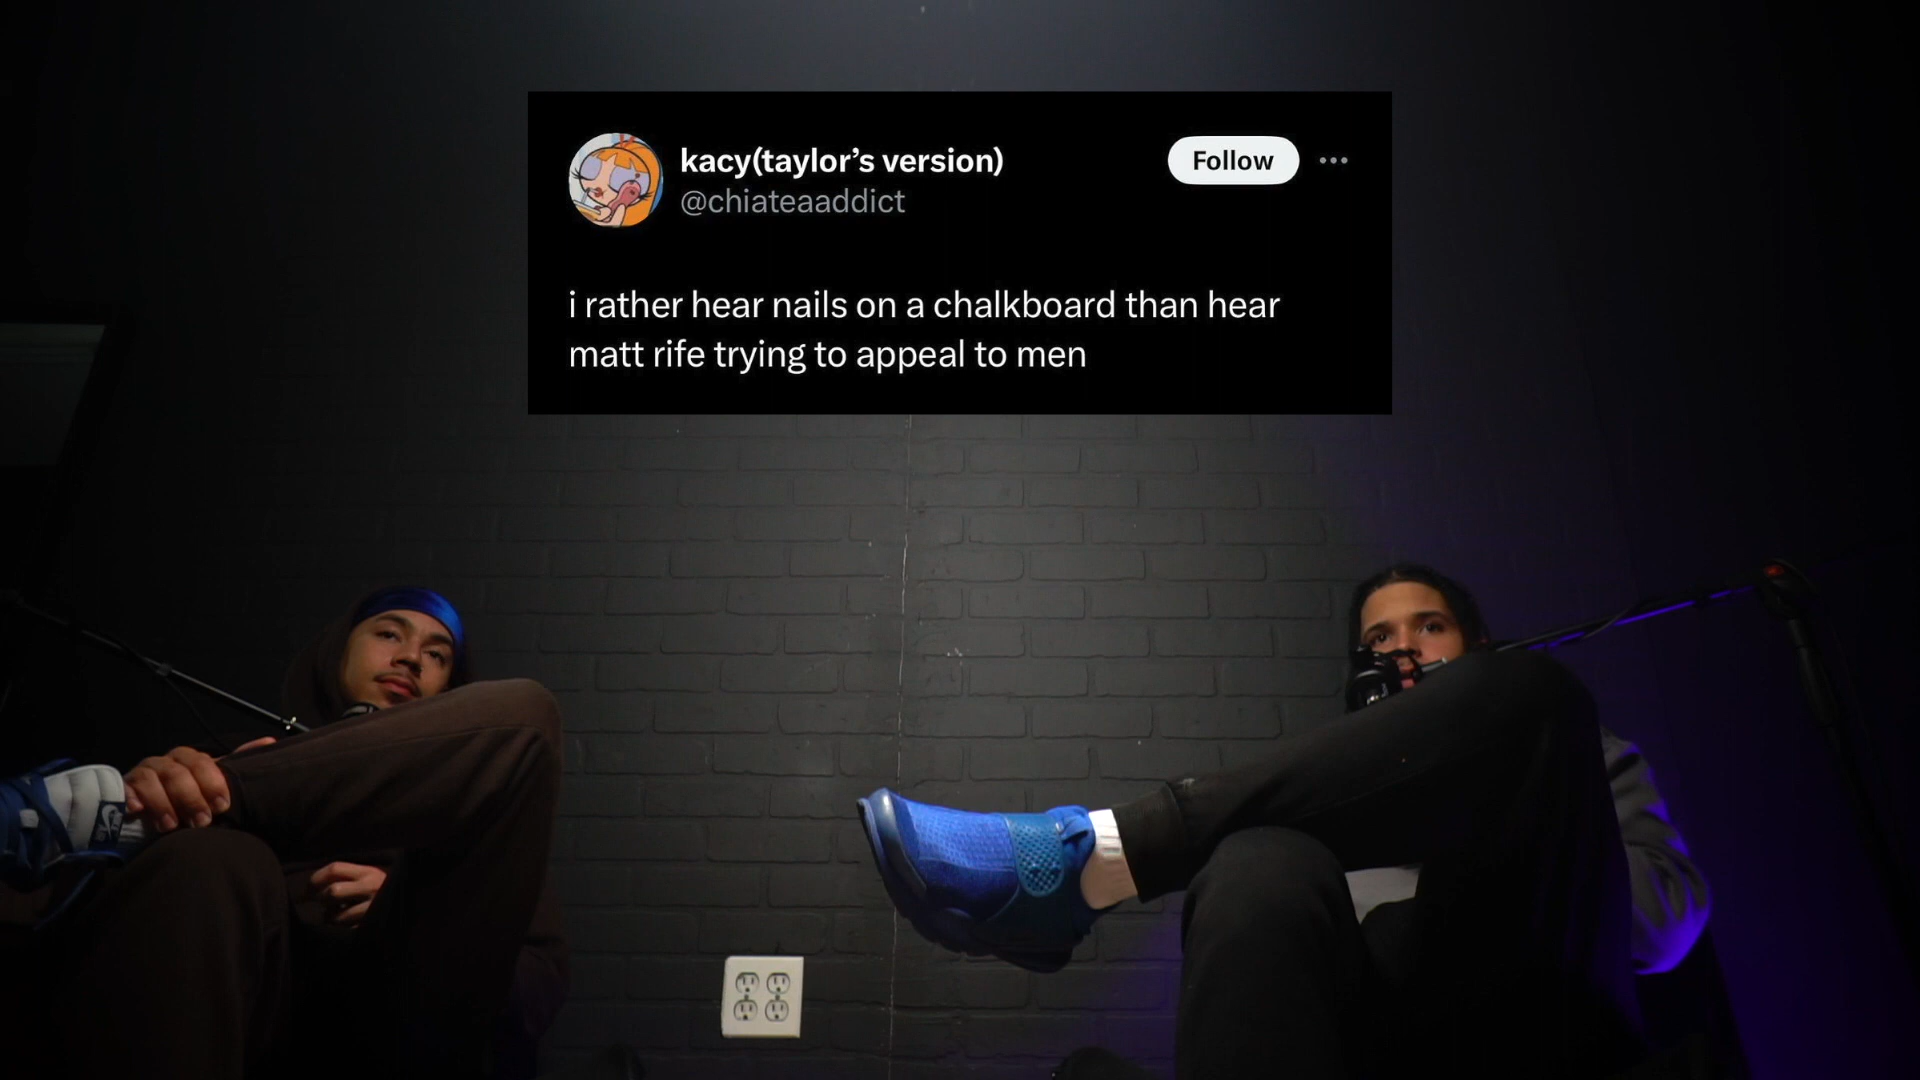 kacy(taylor’s version)
Follow
@chiateaaddict
i rather hear nails on a chalkboard than hear
matt rife trying to appeal to men